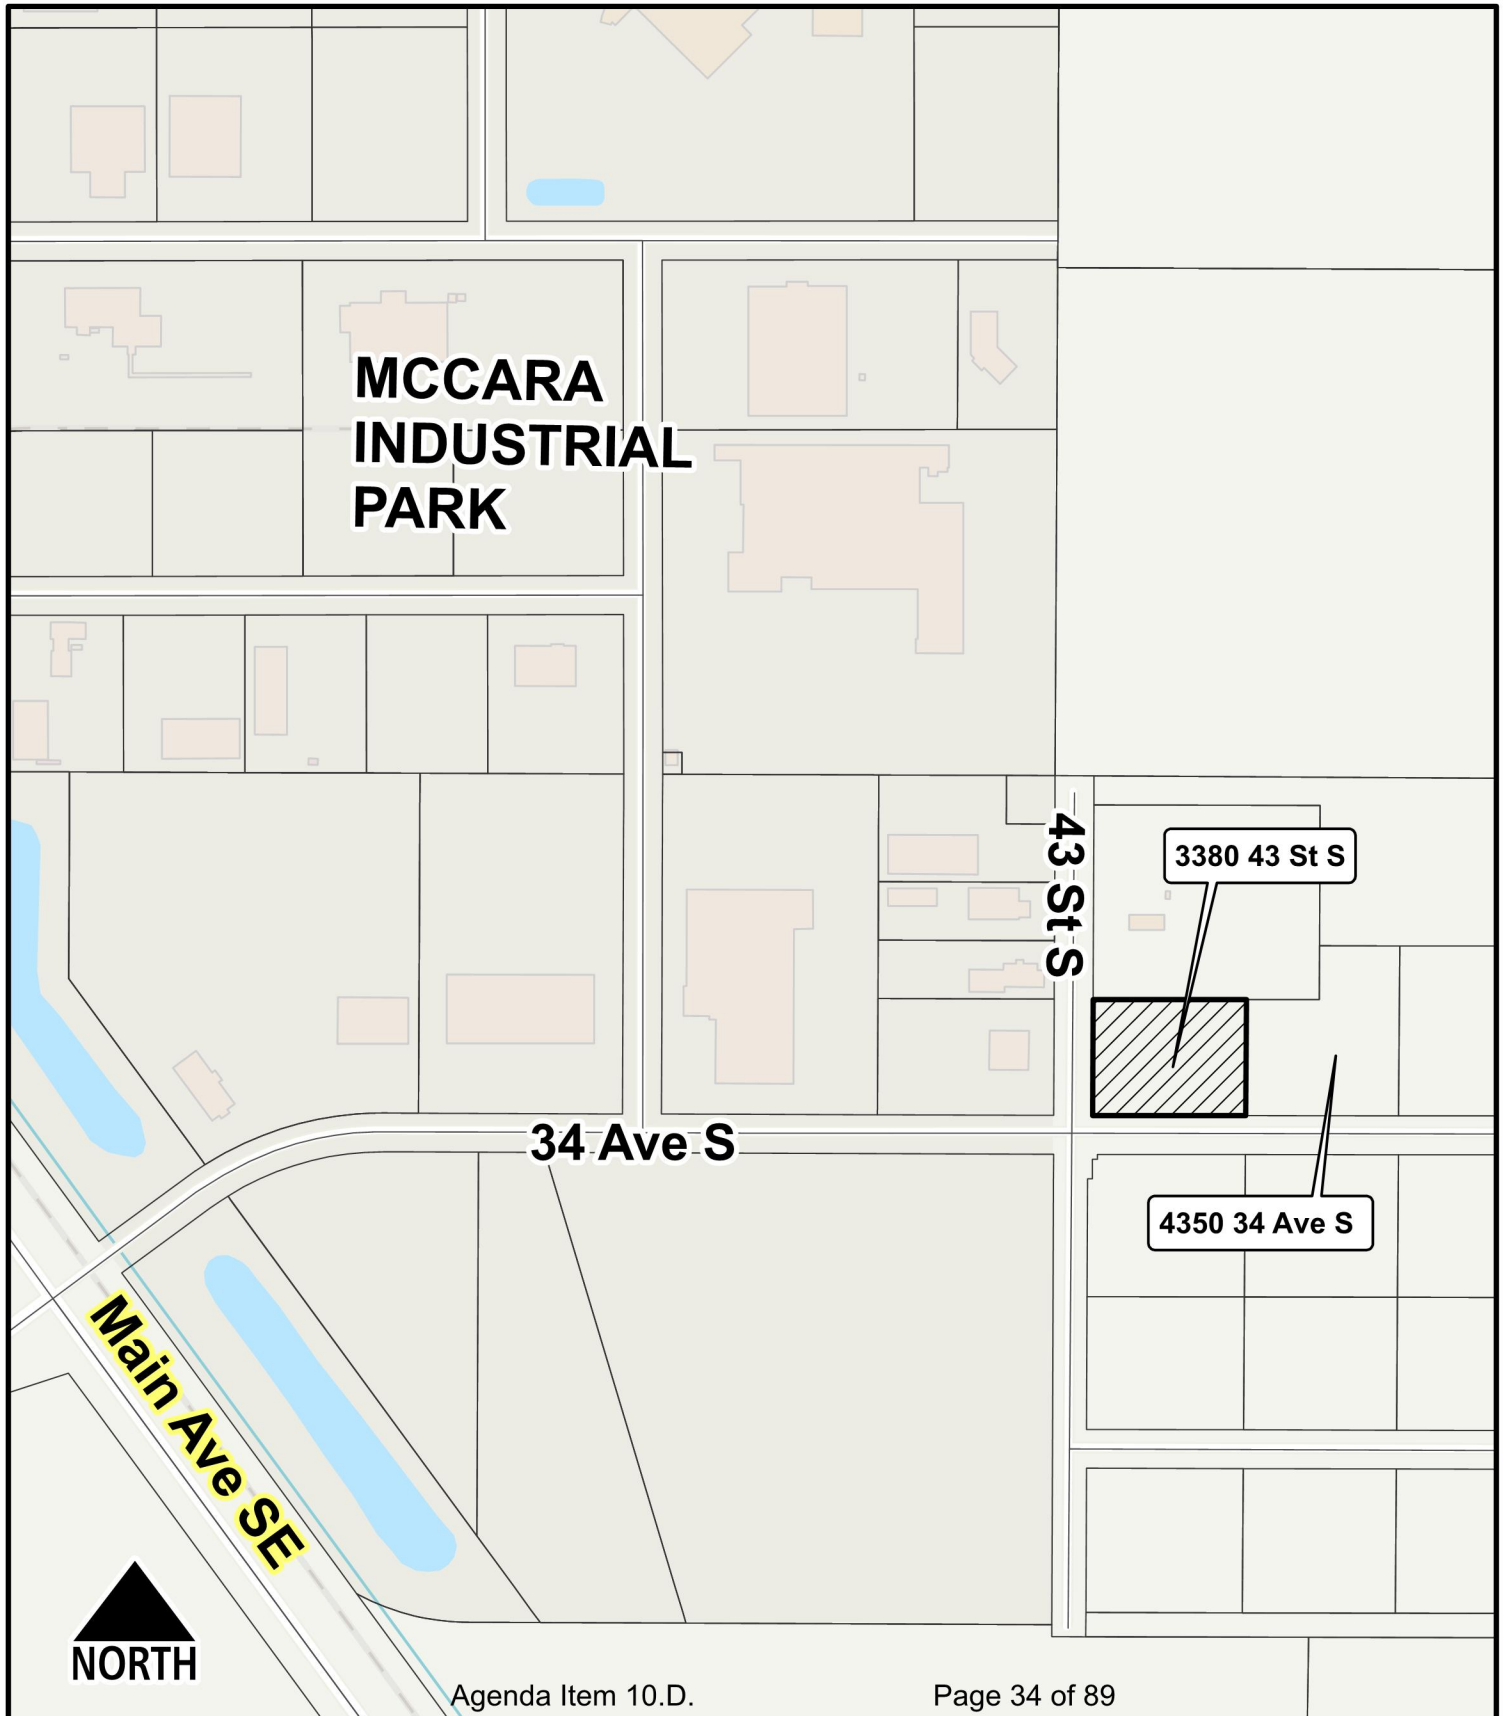 MCCARA
INDUSTRIAL
PARK
43 St S
3380 43 St S
34 Ave S
4350 34 Ave S
Main Ave SE
NORTH
Agenda Item 10.D.
Page 34 of 89